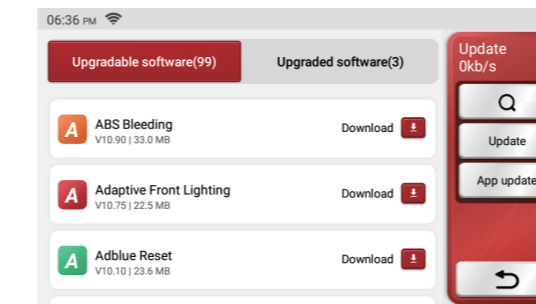 06:36 PM
Upgradable software(99)
Upgraded software(3)
A
ABS Bleeding
V10.90 | 33.0 MB
Download
A
Adaptive Front Lighting
V10.75 | 22.5 MB
Download
A
Adblue Reset
V10.10 | 23.6 MB
Download
Update
0kb/s
Update
App update